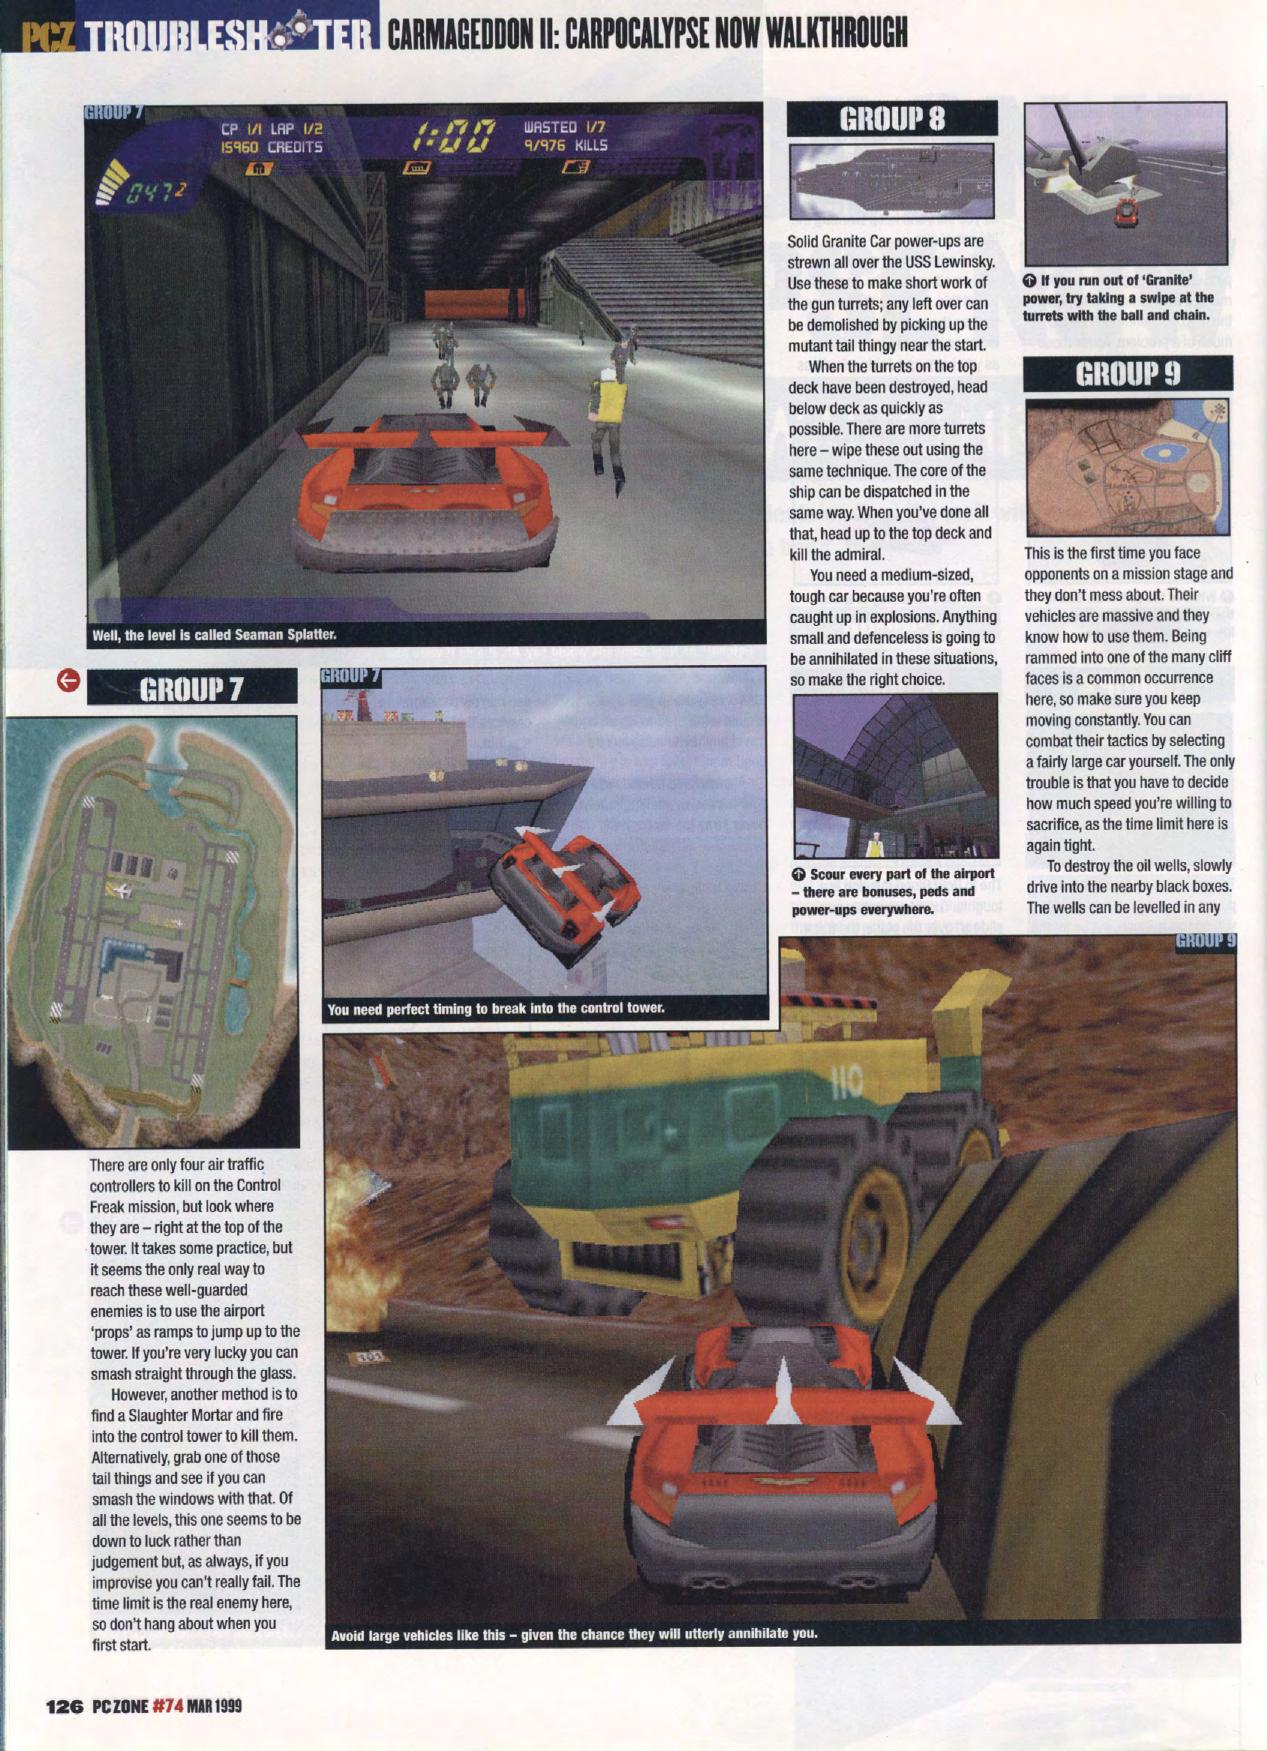 PCZ TROUBLESHOOTER CARMAGEDDON II: CARPOCALYPSE NOW WALKTHROUGH
GROUP 7
CP 1/1 LAP 1/2
15960 CREDITS
1:00
WASTED 1/7
9/976 KILLS
047
Well, the level is called Seaman Splatter.
GROUP 7
There are only four air traffic
controllers to kill on the Control
Freak mission, but look where
they are – right at the top of the
tower. It takes some practice, but
it seems the only real way to
reach these well-guarded
enemies is to use the airport
'props' as ramps to jump up to the
tower. If you're very lucky you can
smash straight through the glass.
However, another method is to
find a Slaughter Mortar and fire
into the control tower to kill them.
Alternatively, grab one of those
tail things and see if you can
smash the windows with that. Of
all the levels, this one seems to be
down to luck rather than
judgement but, as always, if you
improvise you can't really fail. The
time limit is the real enemy here,
so don't hang about when you
first start.
GROUP 7
You need perfect timing to break into the control tower.
GROUP 8
Solid Granite Car power-ups are
strewn all over the USS Lewinsky.
Use these to make short work of
the gun turrets; any left over can
be demolished by picking up the
mutant tail thingy near the start.
When the turrets on the top
deck have been destroyed, head
below deck as quickly as
possible. There are more turrets
here – wipe these out using the
same technique. The core of the
ship can be dispatched in the
same way. When you've done all
that, head up to the top deck and
kill the admiral.
You need a medium-sized,
tough car because you're often
caught up in explosions. Anything
small and defenceless is going to
be annihilated in these situations,
so make the right choice.
Scour every part of the airport
– there are bonuses, peds and
power-ups everywhere.
If you run out of 'Granite'
power, try taking a swipe at the
turrets with the ball and chain.
GROUP 9
This is the first time you face
opponents on a mission stage and
they don't mess about. Their
vehicles are massive and they
know how to use them. Being
rammed into one of the many cliff
faces is a common occurrence
here, so make sure you keep
moving constantly. You can
combat their tactics by selecting
a fairly large car yourself. The only
trouble is that you have to decide
how much speed you're willing to
sacrifice, as the time limit here is
again tight.
To destroy the oil wells, slowly
drive into the nearby black boxes.
The wells can be levelled in any
GROUP 9
110
101
Avoid large vehicles like this – given the chance they will utterly annihilate you.
126 PC ZONE #74 MAR 1999